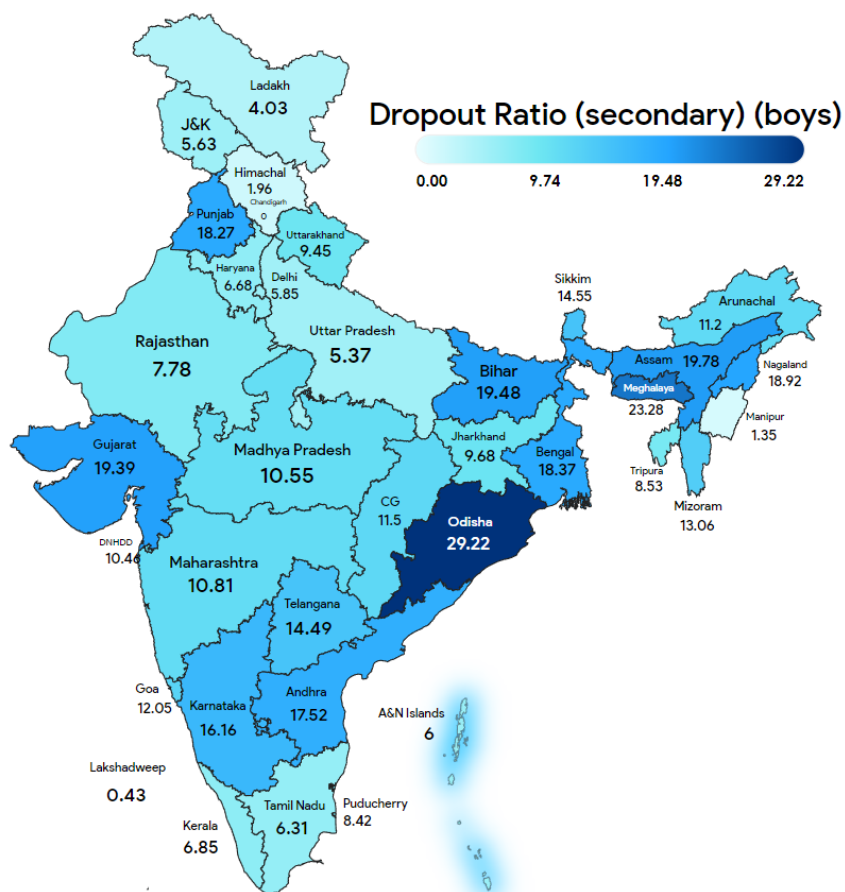 Dropout Ratio (secondary) (boys)
0.00 9.74 19.48 29.22
Ladakh
4.03
J&K
5.63
Himachal
1.96
Chandigarh
0
Punjab
18.27
Uttarakhand
9.45
Haryana
6.68
Delhi
5.85
Sikkim
14.55
Arunachal
11.2
Rajasthan
7.78
Uttar Pradesh
5.37
Bihar
19.48
Assam 19.78
Nagaland
18.92
Meghalaya
23.28
Manipur
1.35
Gujarat
19.39
Madhya Pradesh
10.55
Jharkhand
9.68
Bengal
18.37
Tripura
8.53
Mizoram
13.06
CG
11.5
Odisha
29.22
DNHDD
10.46
Maharashtra
10.81
Telangana
14.49
Goa
12.05
Karnataka
16.16
Andhra
17.52
A&N Islands
6
Lakshadweep
0.43
Tamil Nadu
6.31
Puducherry
8.42
Kerala
6.85